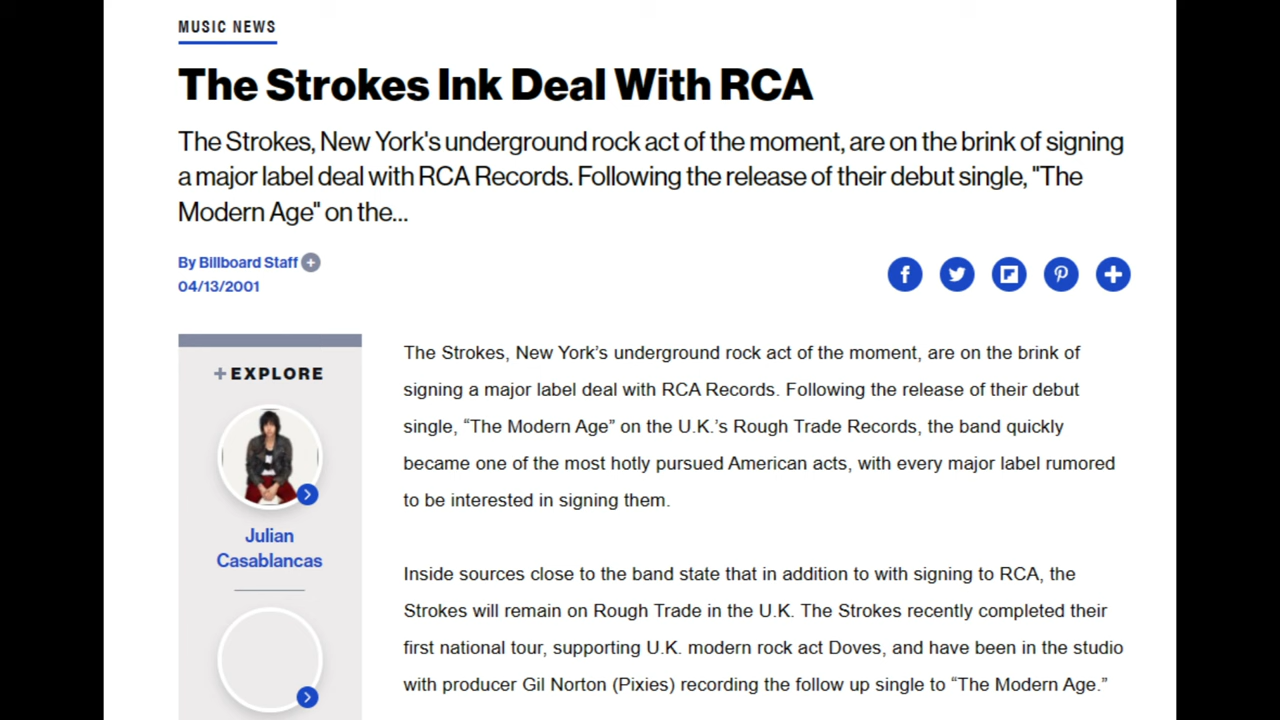 MUSIC NEWS
The Strokes Ink Deal With RCA
The Strokes, New York's underground rock act of the moment, are on the brink of signing
a major label deal with RCA Records. Following the release of their debut single, "The
Modern Age" on the...
By Billboard Staff
04/13/2001
+EXPLORE
Julian
Casablancas
The Strokes, New York’s underground rock act of the moment, are on the brink of
signing a major label deal with RCA Records. Following the release of their debut
single, “The Modern Age” on the U.K.’s Rough Trade Records, the band quickly
became one of the most hotly pursued American acts, with every major label rumored
to be interested in signing them.
Inside sources close to the band state that in addition to with signing to RCA, the
Strokes will remain on Rough Trade in the U.K. The Strokes recently completed their
first national tour, supporting U.K. modern rock act Doves, and have been in the studio
with producer Gil Norton (Pixies) recording the follow up single to “The Modern Age.”